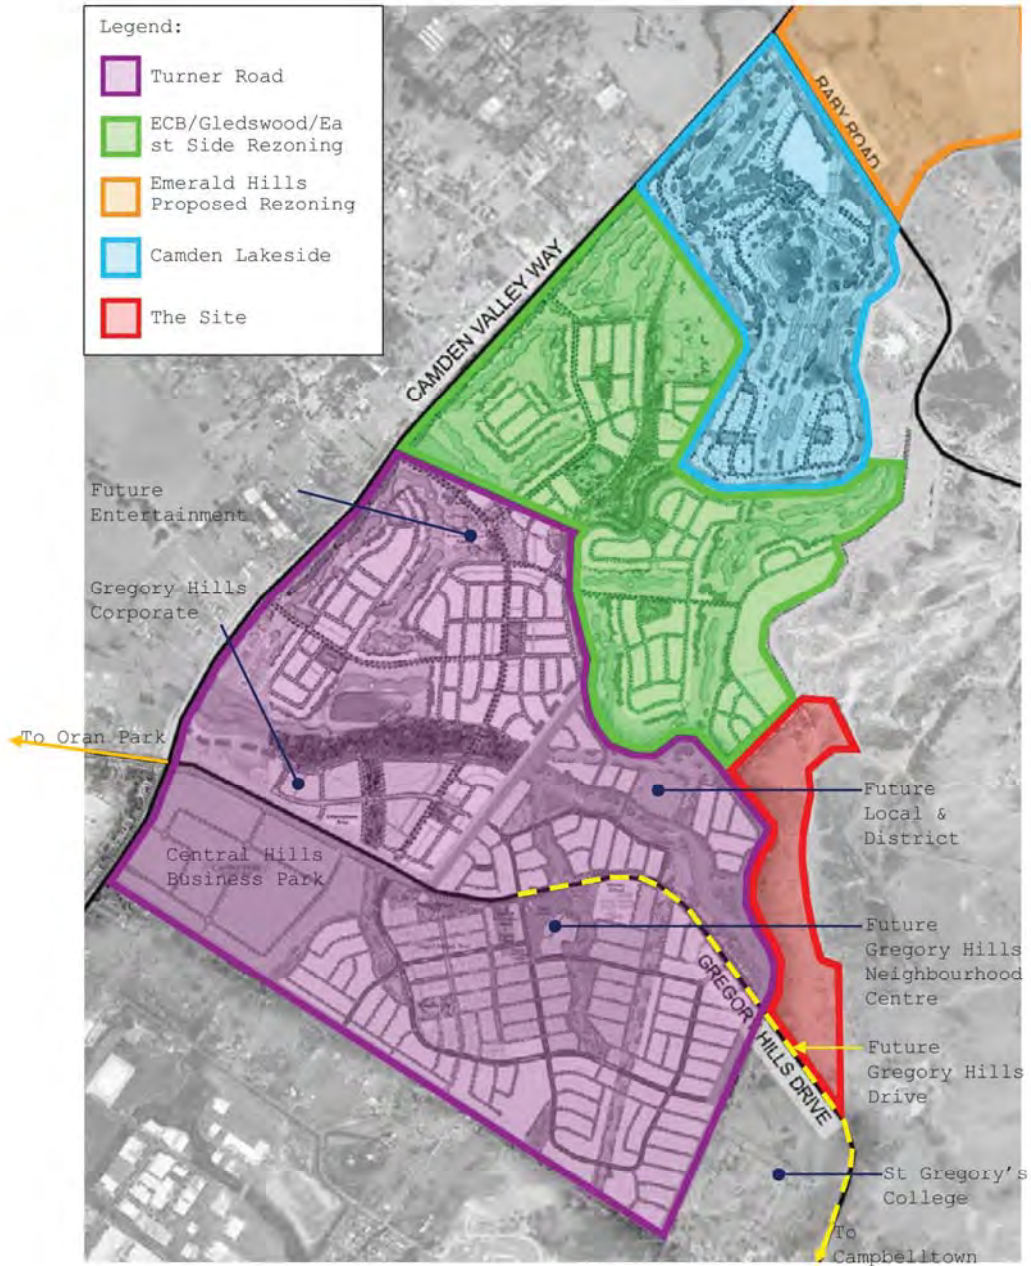 Legend:
Turner Road
ECB/Gledswood/Ea
st Side Rezoning
Emerald Hills
Proposed Rezoning
Camden Lakeside
The Site
RABY ROAD
CAMDEN VALLEY WAY
Future
Entertainment
Gregory Hills
Corporate
To Oran Park
Central Hills
Business Park
Future
Local &
District
Future
Gregory Hills
Neighbourhood
Centre
GREGOR HILLS DRIVE
Future
Gregory Hills
Drive
St Gregory's
College
To
Campbelltown